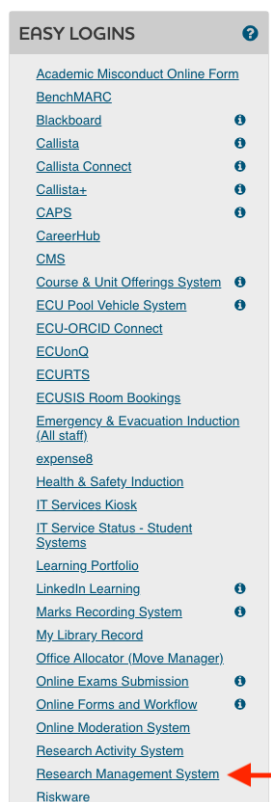 EASY LOGINS
Academic Misconduct Online Form
BenchMARC
Blackboard
Callista
Callista Connect
Callista+
CAPS
CareerHub
CMS
Course & Unit Offerings System
ECU Pool Vehicle System
ECU-ORCID Connect
ECUonQ
ECURTS
ECUSIS Room Bookings
Emergency & Evacuation Induction
(All staff)
expense8
Health & Safety Induction
IT Services Kiosk
IT Service Status - Student
Systems
Learning Portfolio
LinkedIn Learning
Marks Recording System
My Library Record
Office Allocator (Move Manager)
Online Exams Submission
Online Forms and Workflow
Online Moderation System
Research Activity System
Research Management System
Riskware